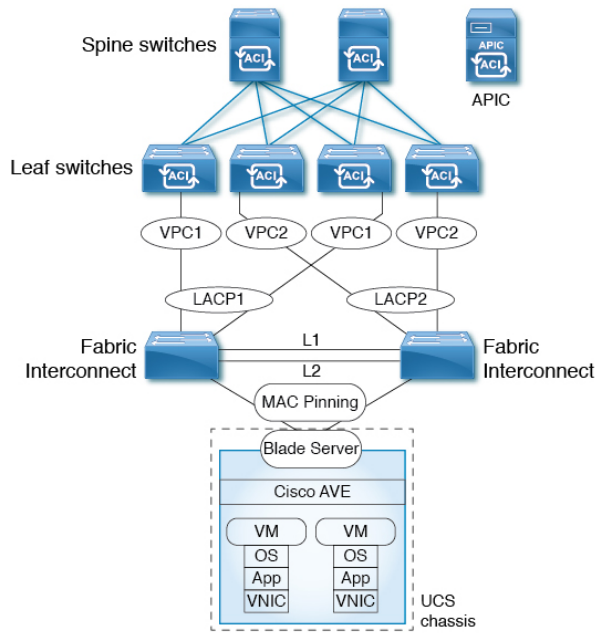 Spine switches
ACI
ACI
APIC
ACI
APIC
Leaf switches
ACI
ACI
ACI
ACI
VPC1
VPC2
VPC1
VPC2
LACP1
LACP2
Fabric
Interconnect
L1
L2
Fabric
Interconnect
MAC Pinning
Blade Server
Cisco AVE
VM
VM
OS
OS
App
App
VNIC
VNIC
UCS
chassis